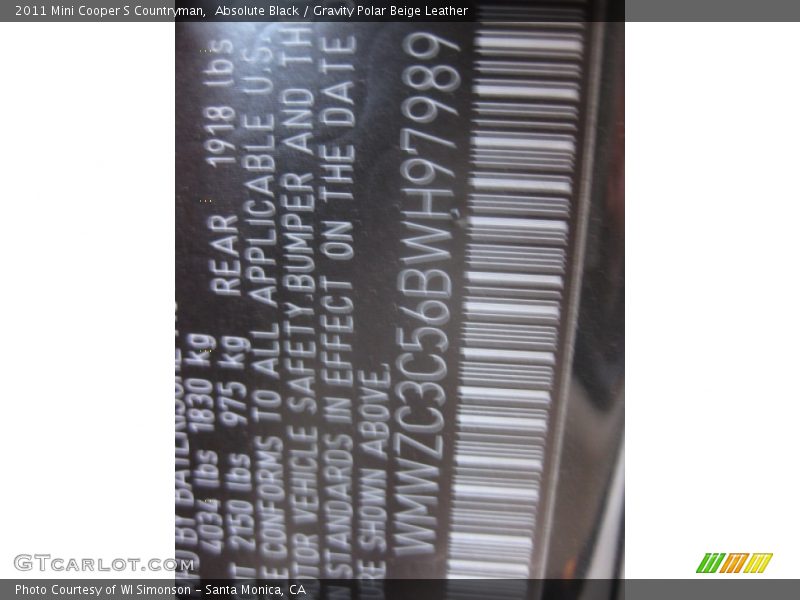 2011 Mini Cooper S Countryman,  Absolute Black / Gravity Polar Beige Leather
4034 lbs 1830 kg
2150 lbs 975 kg REAR 1918 lbs
CONFORMS TO ALL APPLICABLE U.S.
VEHICLE SAFETY,BUMPER AND TH
STANDARDS IN EFFECT ON THE DATE
SHOWN ABOVE.
WMWZC3C56BWH97989
GTCARLOT.COM
Photo Courtesy of WI Simonson - Santa Monica, CA